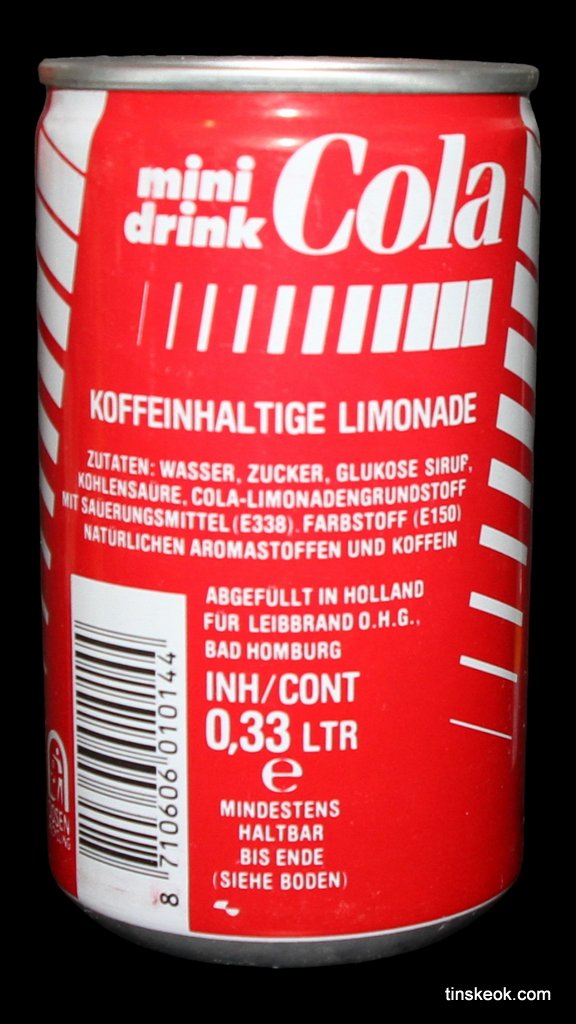 mini
drink Cola
KOFFEINHALTIGE LIMONADE
ZUTATEN: WASSER, ZUCKER, GLUKOSE SIRUP,
KOHLENSÄURE, COLA-LIMONADENGRUNDSTOFF
MIT SÄUERUNGSMITTEL (E338), FARBSTOFF (E150)
NATÜRLICHEN AROMASTOFFEN UND KOFFEIN
ABGEFÜLLT IN HOLLAND
FÜR LEIBBRAND O.H.G.,
BAD HOMBURG
INH/CONT
0,33 LTR
e
MINDESTENS
HALTBAR
BIS ENDE
(SIEHE BODEN)
8 710606 010144
tinskeok.com